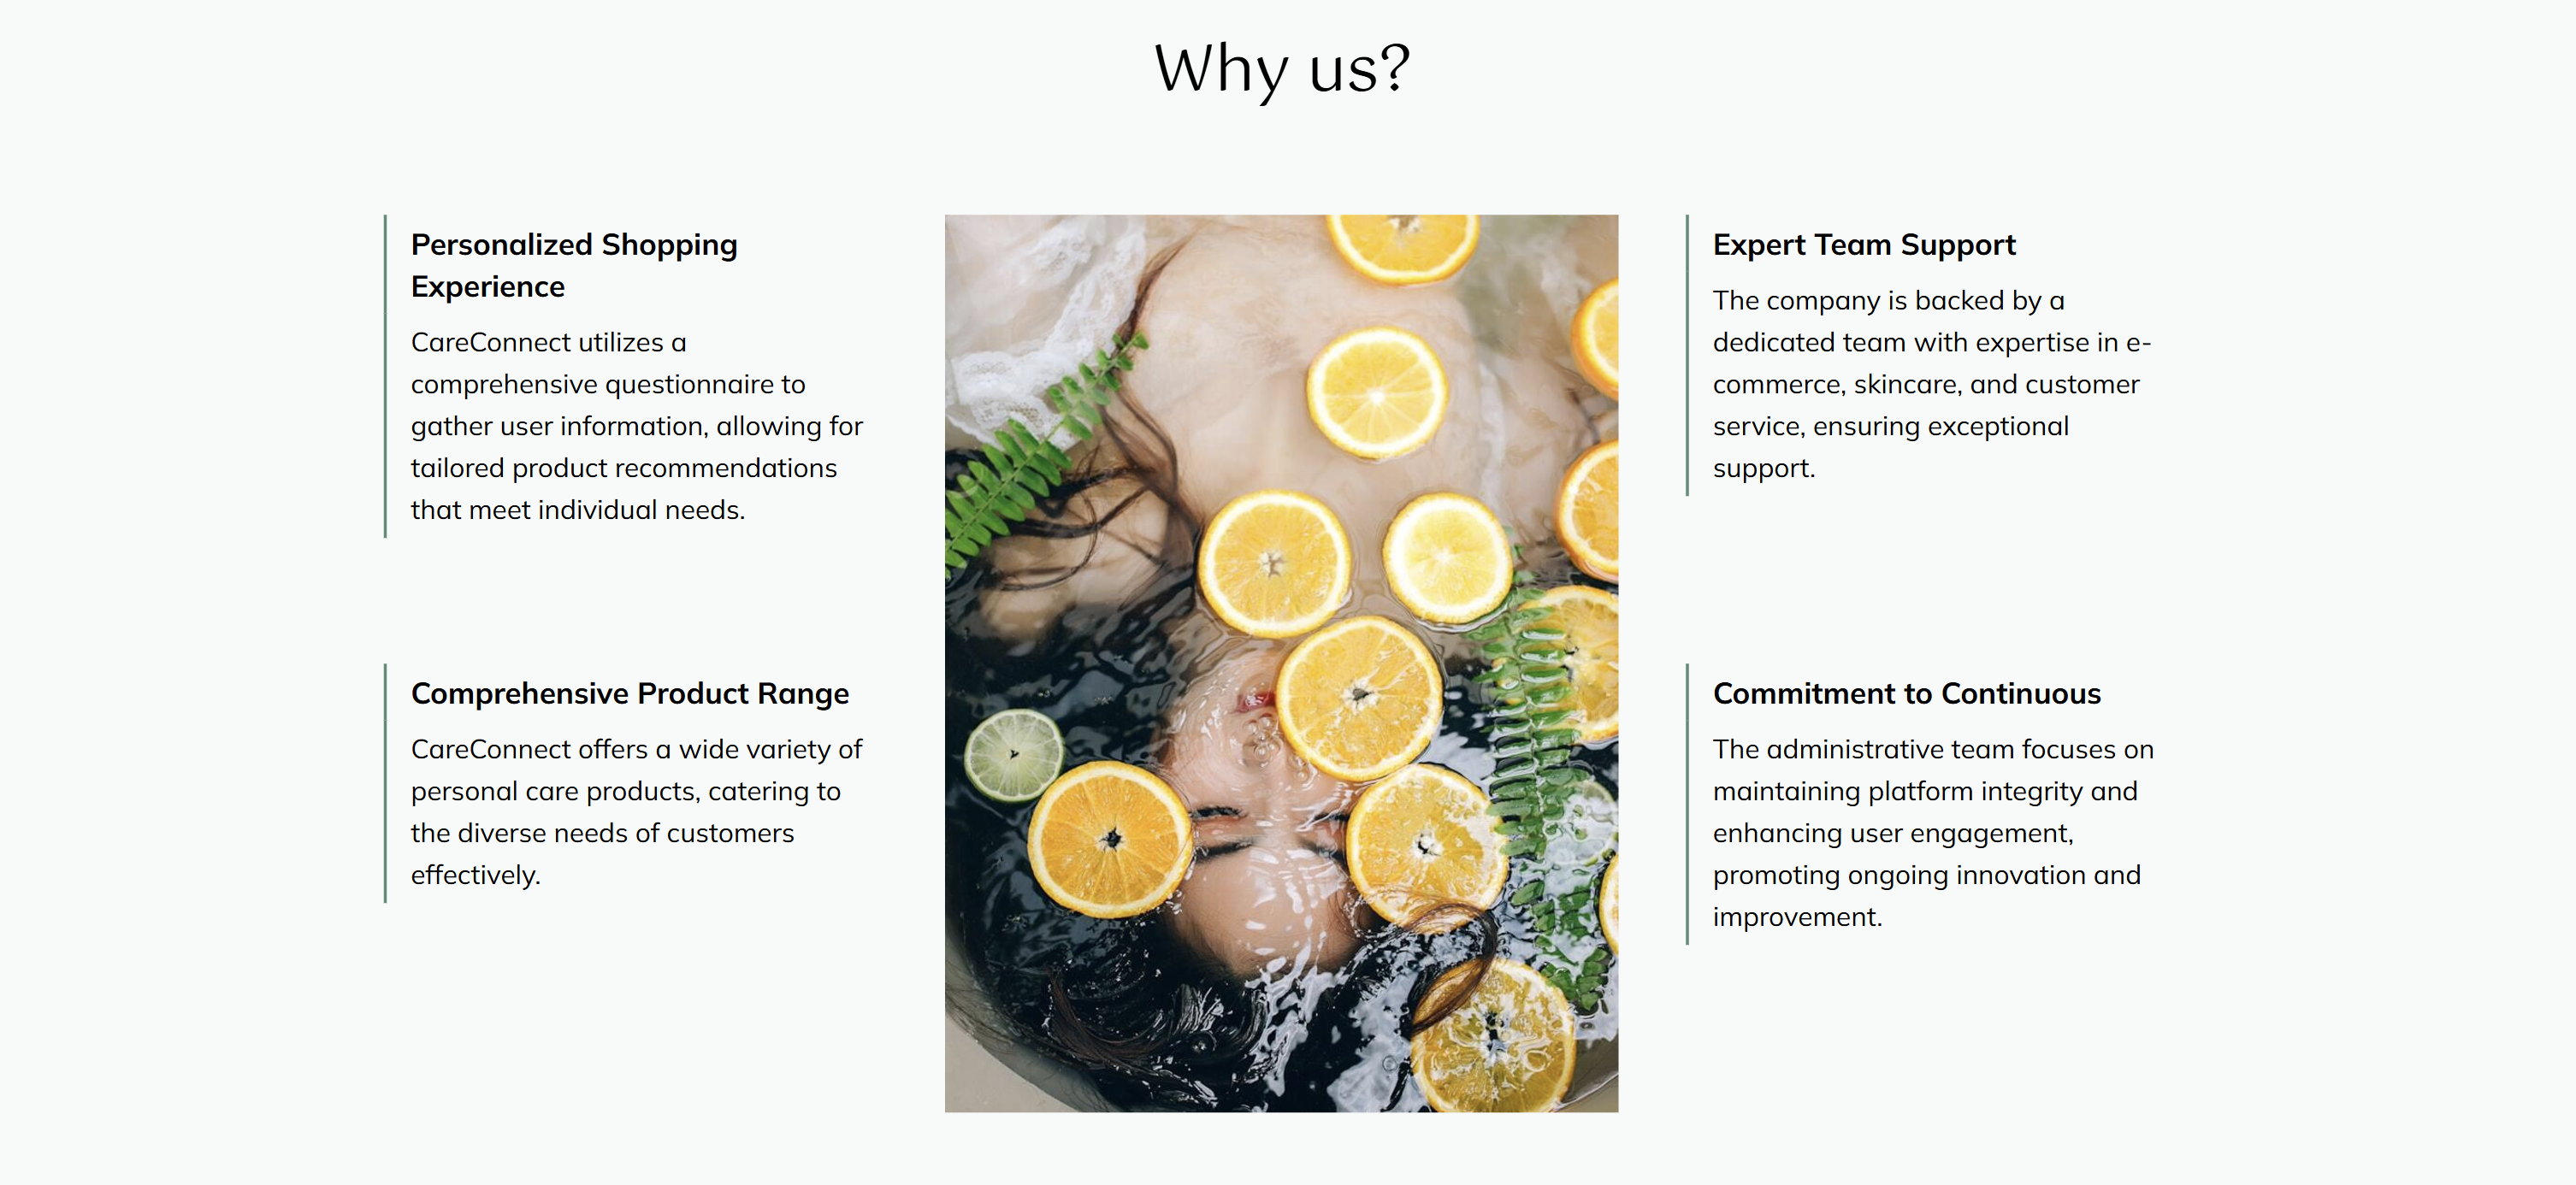 Why us?
Personalized Shopping
Experience
CareConnect utilizes a
comprehensive questionnaire to
gather user information, allowing for
tailored product recommendations
that meet individual needs.
Comprehensive Product Range
CareConnect offers a wide variety of
personal care products, catering to
the diverse needs of customers
effectively.
Expert Team Support
The company is backed by a
dedicated team with expertise in e-
commerce, skincare, and customer
service, ensuring exceptional
support.
Commitment to Continuous
The administrative team focuses on
maintaining platform integrity and
enhancing user engagement,
promoting ongoing innovation and
improvement.